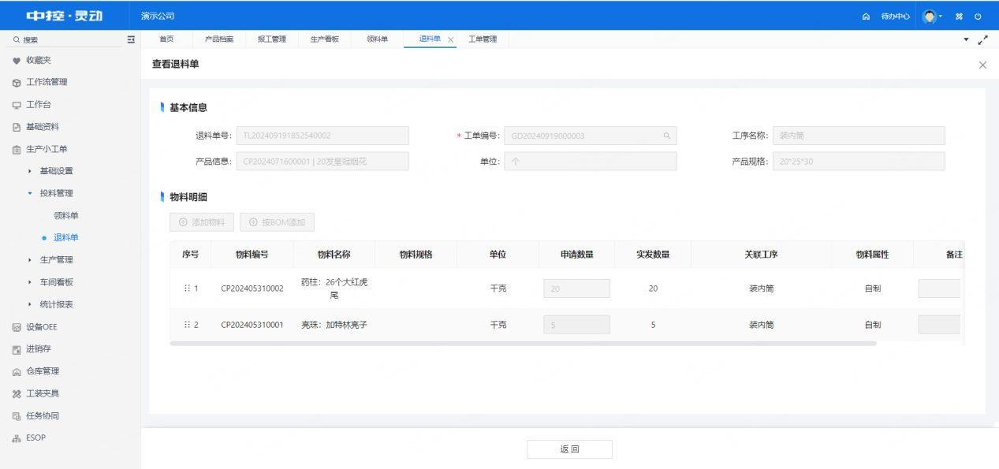 中控·灵动 演示公司 待办中心
搜索 首页 产品档案 报工管理 生产看板 领料单 退料单 工单管理
收藏夹
工作流管理
工作台
基础资料
生产小工单
基础设置
投料管理
领料单
退料单
生产管理
车间看板
统计报表
设备OEE
进销存
仓库管理
工装夹具
任务协同
ESOP
查看退料单
基本信息
退料单号: TL202409191852540002 * 工单编号: GD20240919000003 工序名称: 装内筒
产品信息: CP2024071600001 | 20发皇冠烟花 单位: 个 产品规格: 20*25*30
物料明细
添加物料 按BOM添加
序号 物料编号 物料名称 物料规格 单位 申请数量 实发数量 关联工序 物料属性 备注
1 CP202405310002 药柱：26个大红虎尾 千克 20 20 装内筒 自制
2 CP202405310001 亮珠：加特林亮子 千克 5 5 装内筒 自制
返回